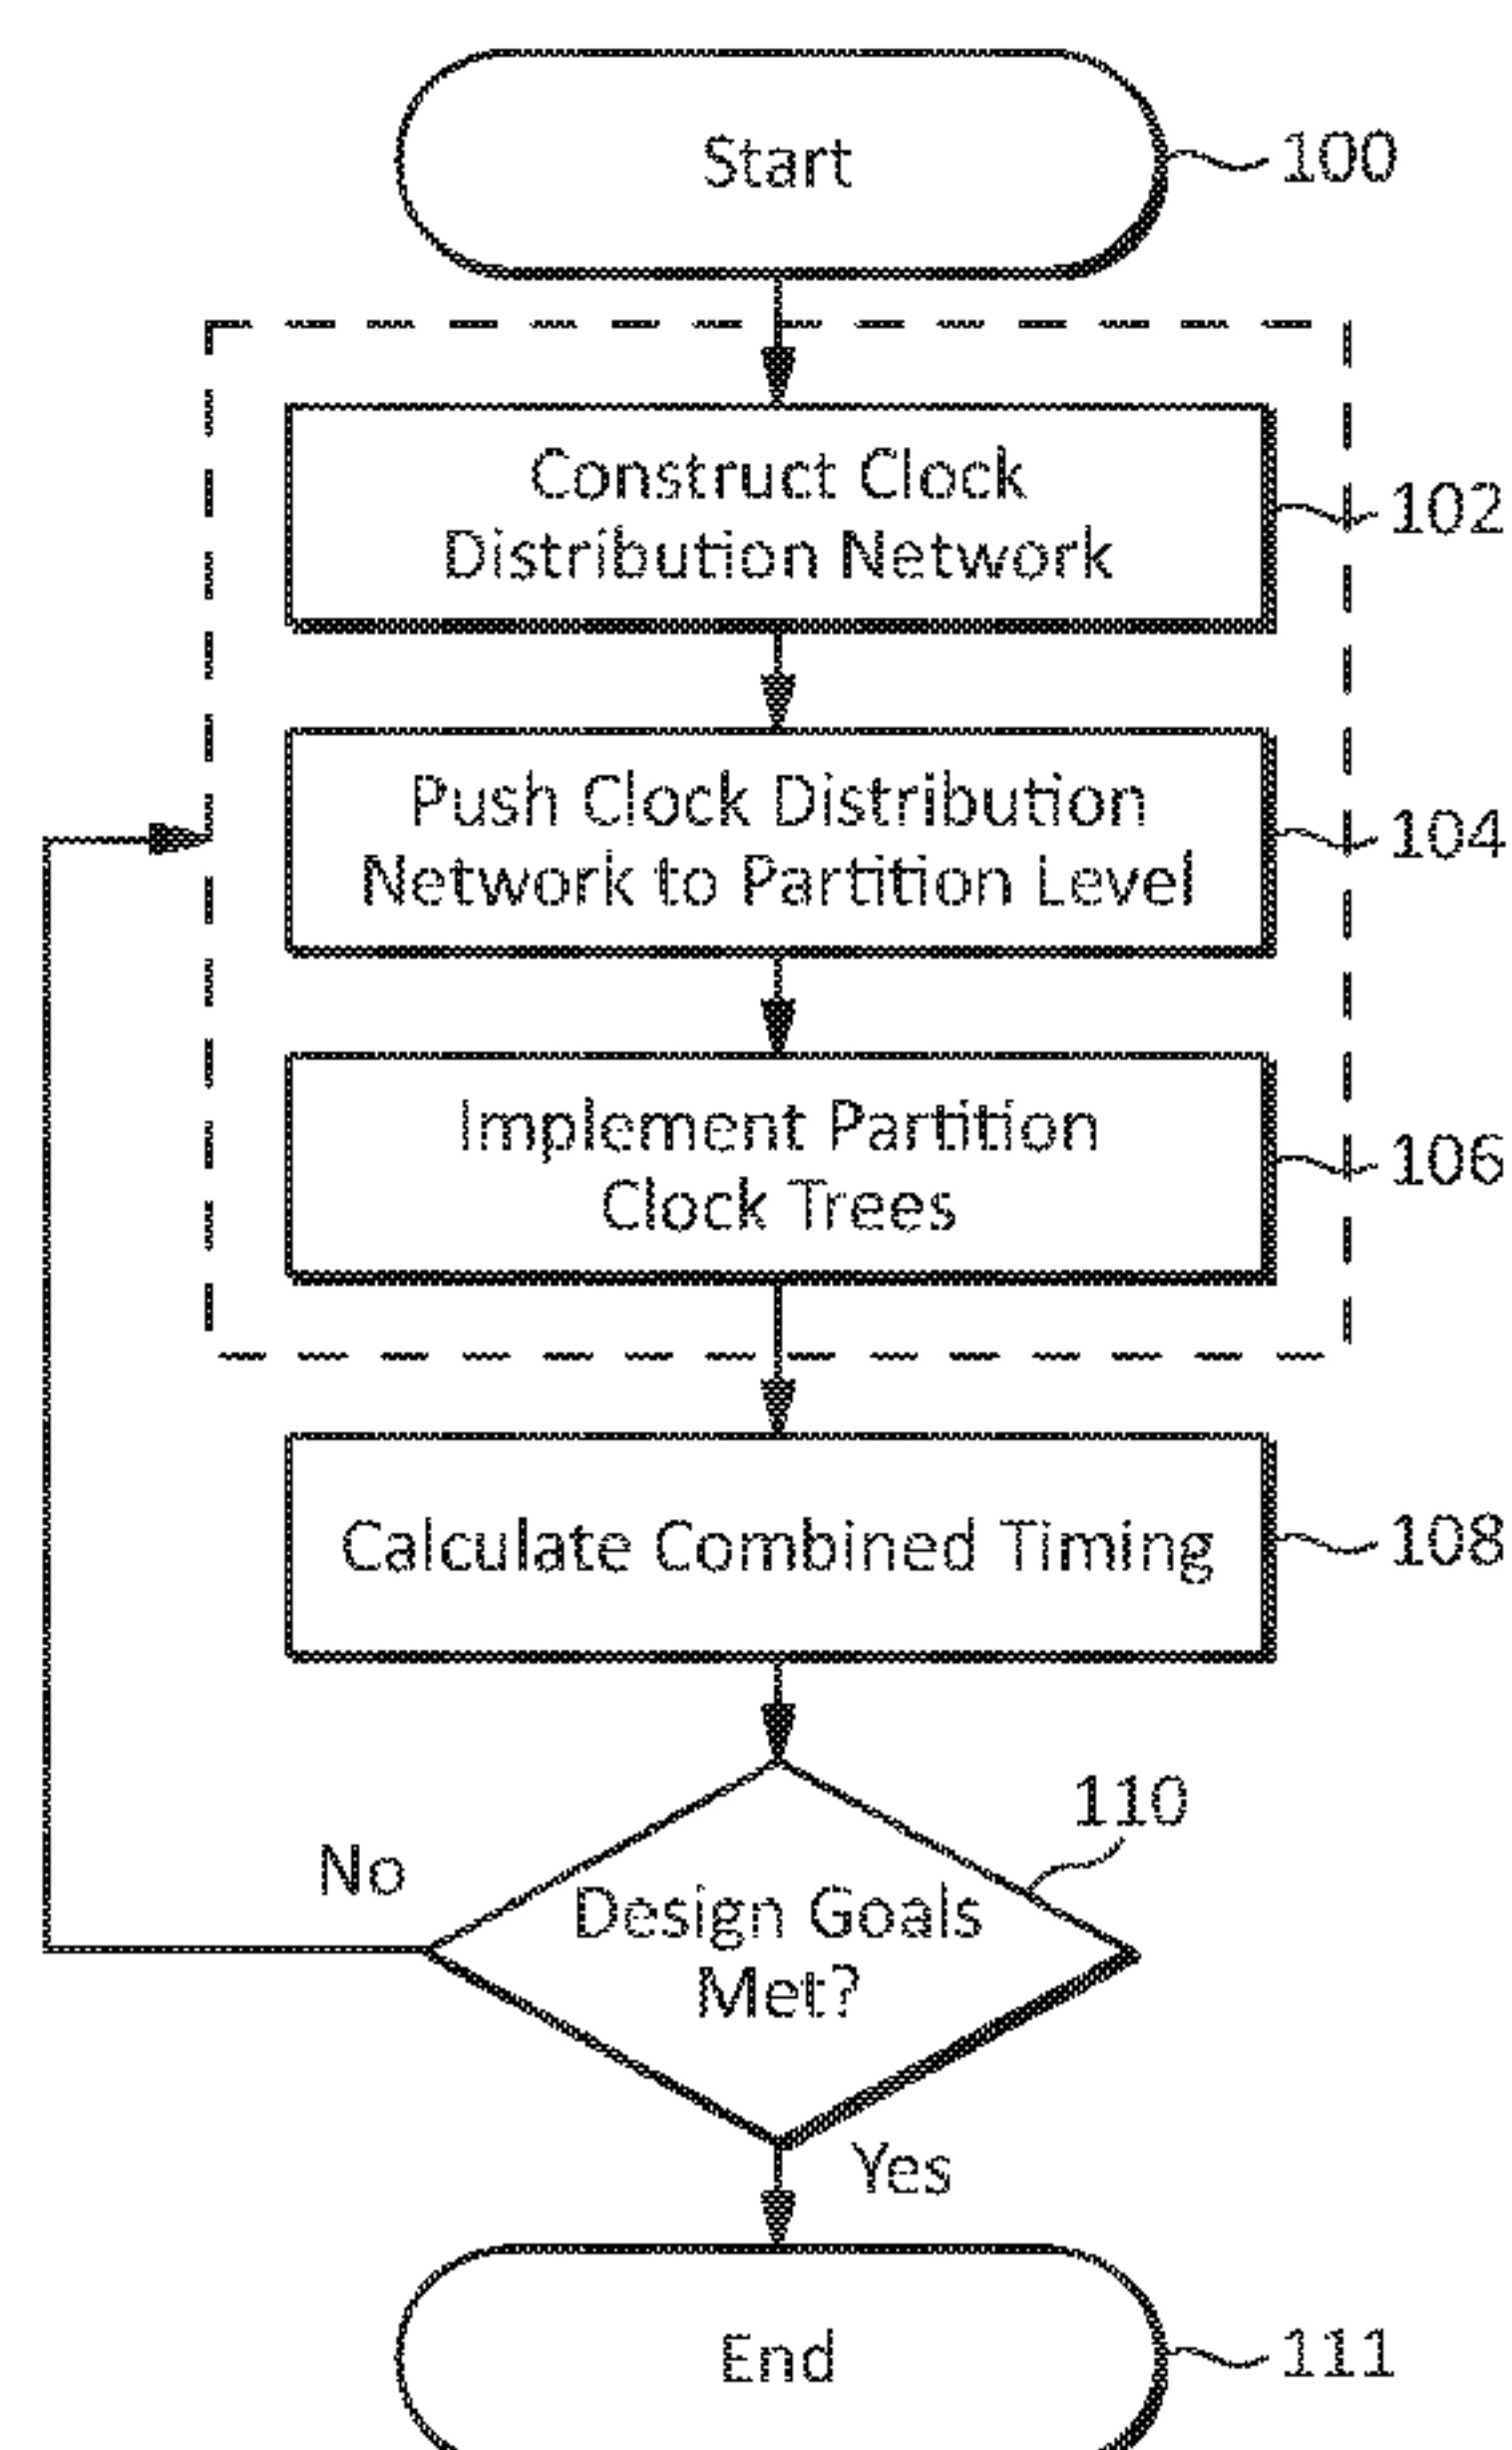 Start
100
Construct Clock
Distribution Network
102
Push Clock Distribution
Network to Partition Level
104
Implement Partition
Clock Trees
106
Calculate Combined Timing
108
110
No
Design Goals
Met?
Yes
End
111